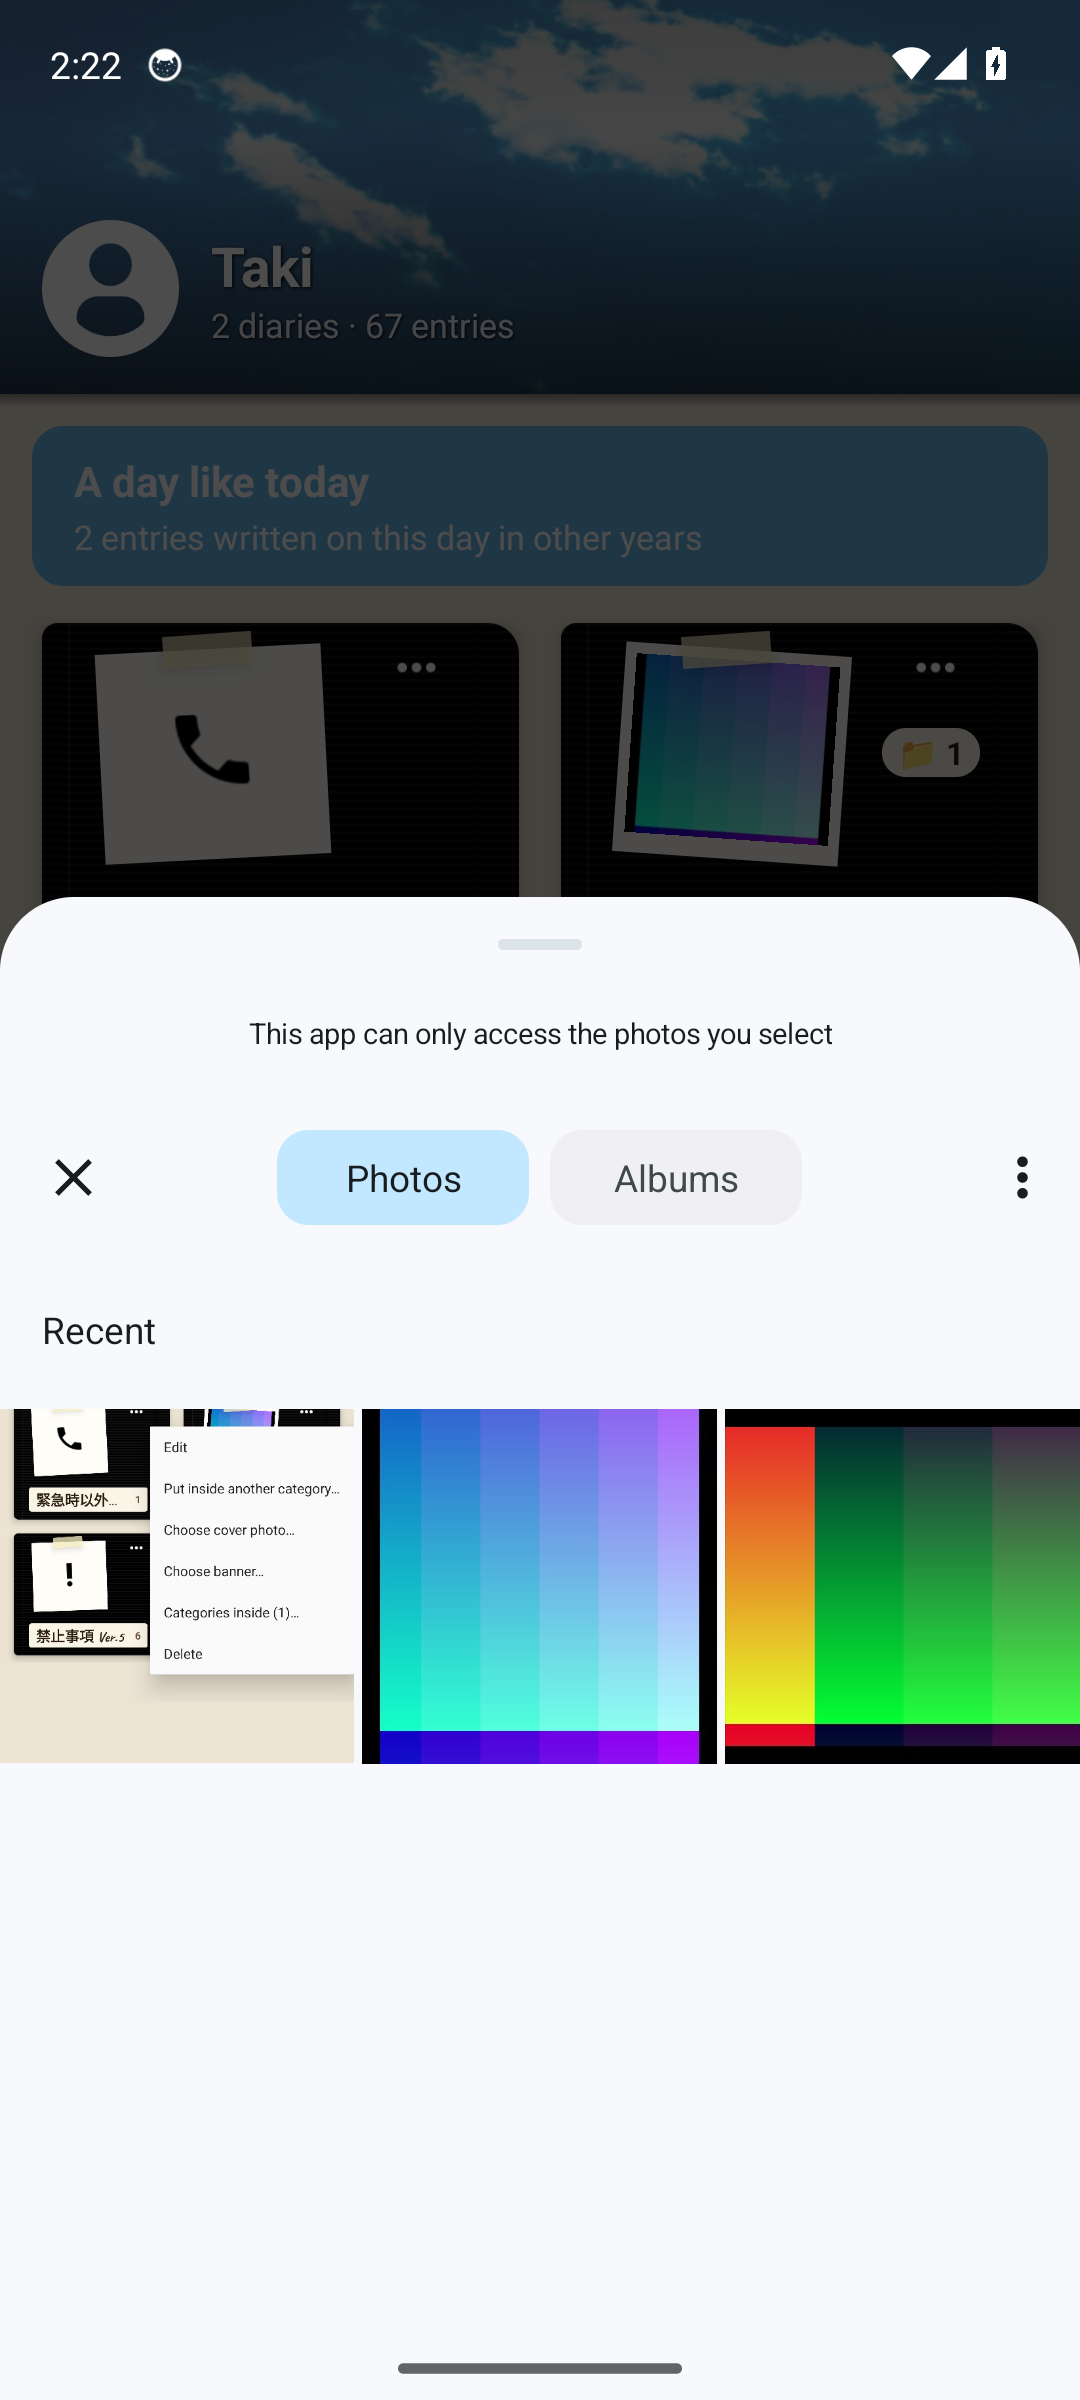 2:22
Taki
2 diaries · 67 entries
A day like today
2 entries written on this day in other years
📁 1
This app can only access the photos you select
Photos
Albums
Recent
Edit
Put inside another category...
Choose cover photo...
Choose banner...
Categories inside (1)...
Delete
緊急時以外... 1
!
禁止事項 Ver.5 6